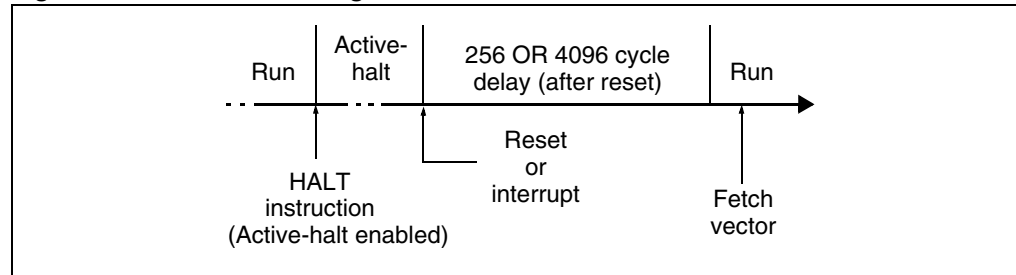 Run
Active-
halt
256 OR 4096 cycle
delay (after reset)
Run
HALT
instruction
(Active-halt enabled)
Reset
or
interrupt
Fetch
vector